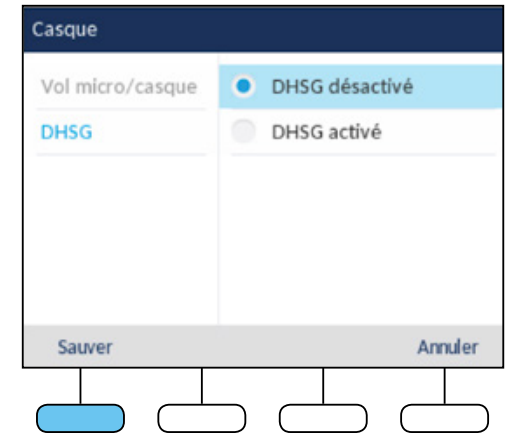 Casque
Vol micro/casque
DHSG désactivé
DHSG
DHSG activé
Sauver
Annuler